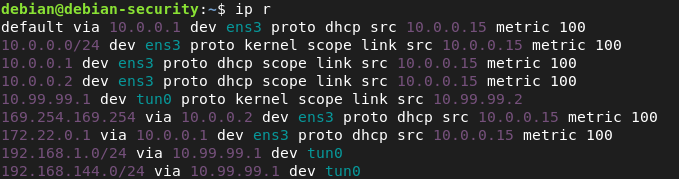 debian@debian-security:~$ ip r
default via 10.0.0.1 dev ens3 proto dhcp src 10.0.0.15 metric 100
10.0.0.0/24 dev ens3 proto kernel scope link src 10.0.0.15 metric 100
10.0.0.1 dev ens3 proto dhcp scope link src 10.0.0.15 metric 100
10.0.0.2 dev ens3 proto dhcp scope link src 10.0.0.15 metric 100
10.99.99.1 dev tun0 proto kernel scope link src 10.99.99.2
169.254.169.254 via 10.0.0.2 dev ens3 proto dhcp src 10.0.0.15 metric 100
172.22.0.1 via 10.0.0.1 dev ens3 proto dhcp src 10.0.0.15 metric 100
192.168.1.0/24 via 10.99.99.1 dev tun0
192.168.144.0/24 via 10.99.99.1 dev tun0